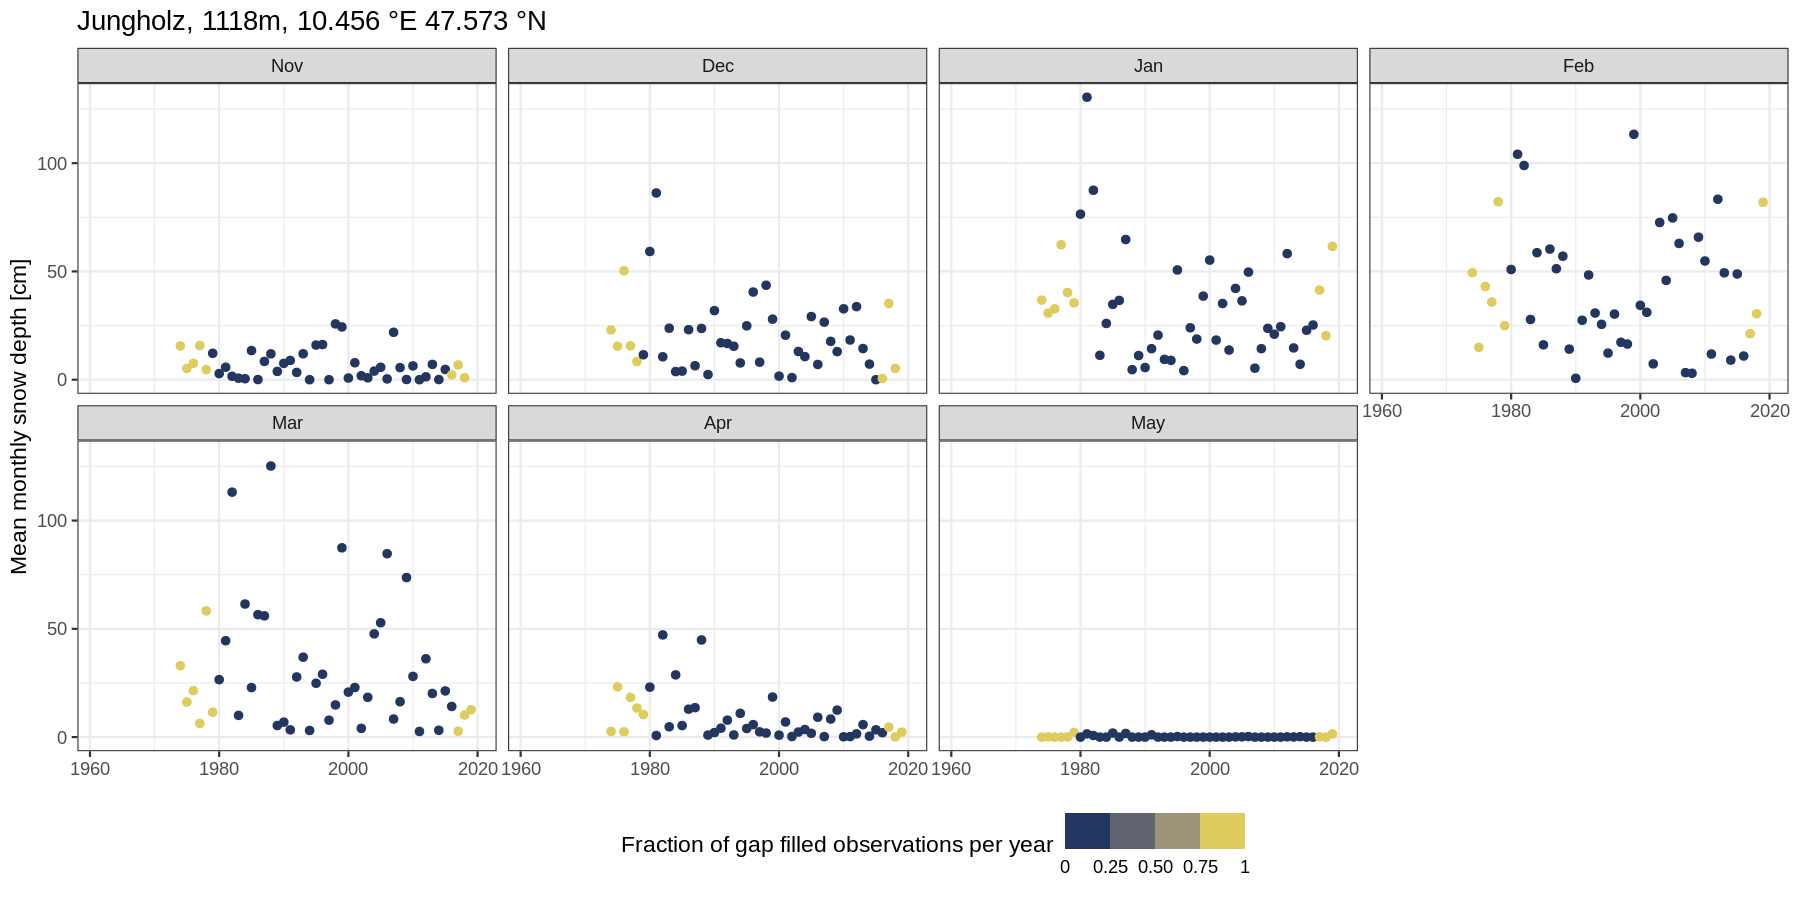 Jungholz, 1118m, 10.456 °E 47.573 °N
Nov Dec Jan Feb
100
50
0
1960 1980 2000 2020
Mar Apr May
100
50
0
1960 1980 2000 2020 1960 1980 2000 2020 1960 1980 2000 2020
Mean monthly snow depth [cm]
Fraction of gap filled observations per year
0 0.25 0.50 0.75 1